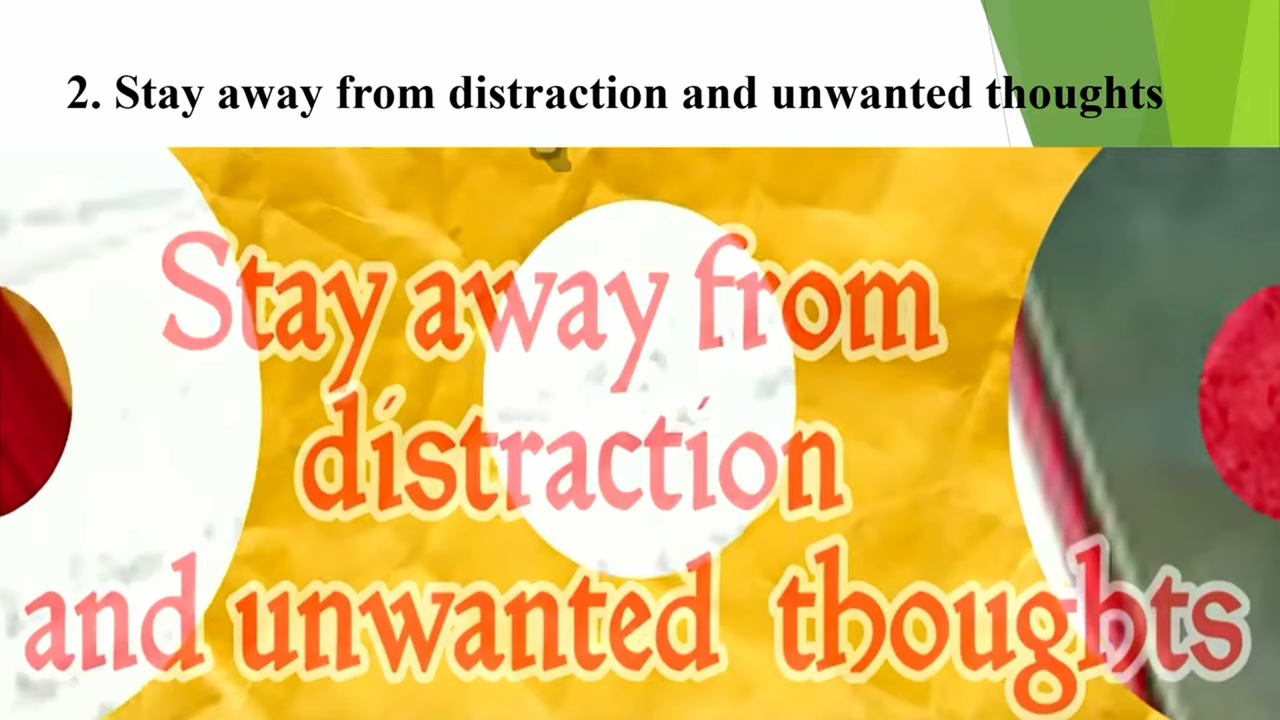 2. Stay away from distraction and unwanted thoughts
Stay away from
distraction
and unwanted thoughts